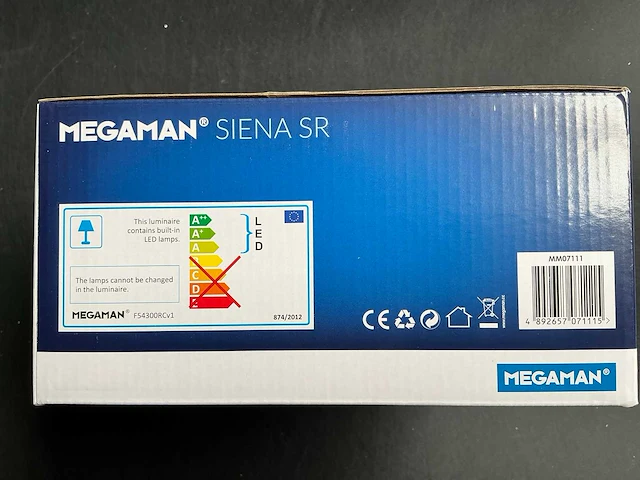 MEGAMAN® SIENA SR
This luminaire
contains built-in
LED lamps.
A++
A+
A
C
D
L
E
D
The lamps cannot be changed
in the luminaire.
MEGAMAN® F54300RCv1
874/2012
CE
MM07111
4 892657 071115 >
MEGAMAN®